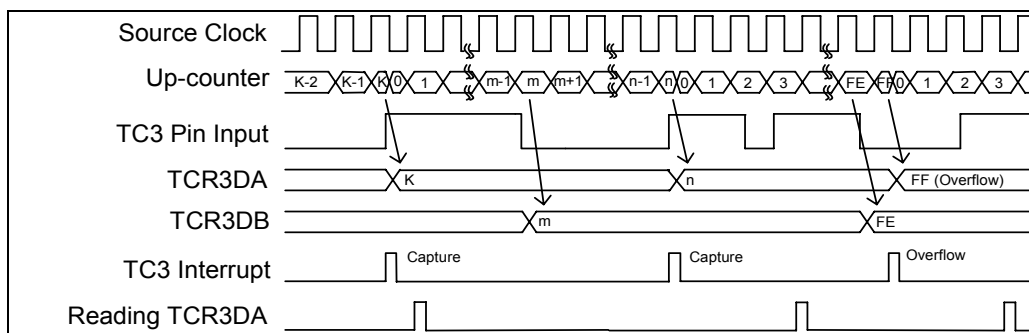 Source Clock
Up-counter K-2 K-1 K 0 1 m-1 m m+1 n-1 n 0 1 2 3 FE FF 0 1 2 3
TC3 Pin Input
TCR3DA K n FF (Overflow)
TCR3DB m FE
TC3 Interrupt Capture Capture Overflow
Reading TCR3DA